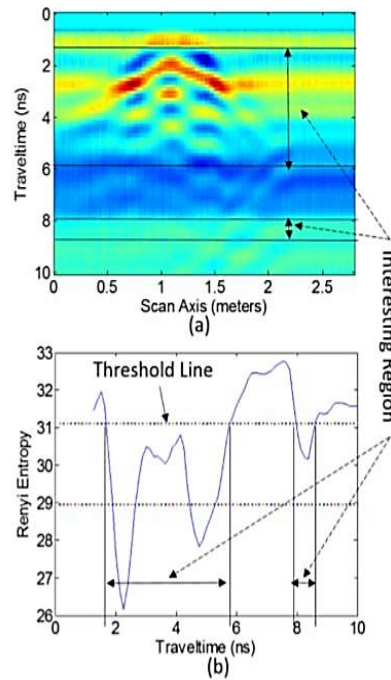 0
2
4
6
8
10
Traveltime (ns)
0 0.5 1 1.5 2 2.5
Scan Axis (meters)
(a)
Interesting Region
33
32
31
30
29
28
27
26
Renyi Entropy
Threshold Line
0 2 4 6 8 10
Traveltime (ns)
(b)